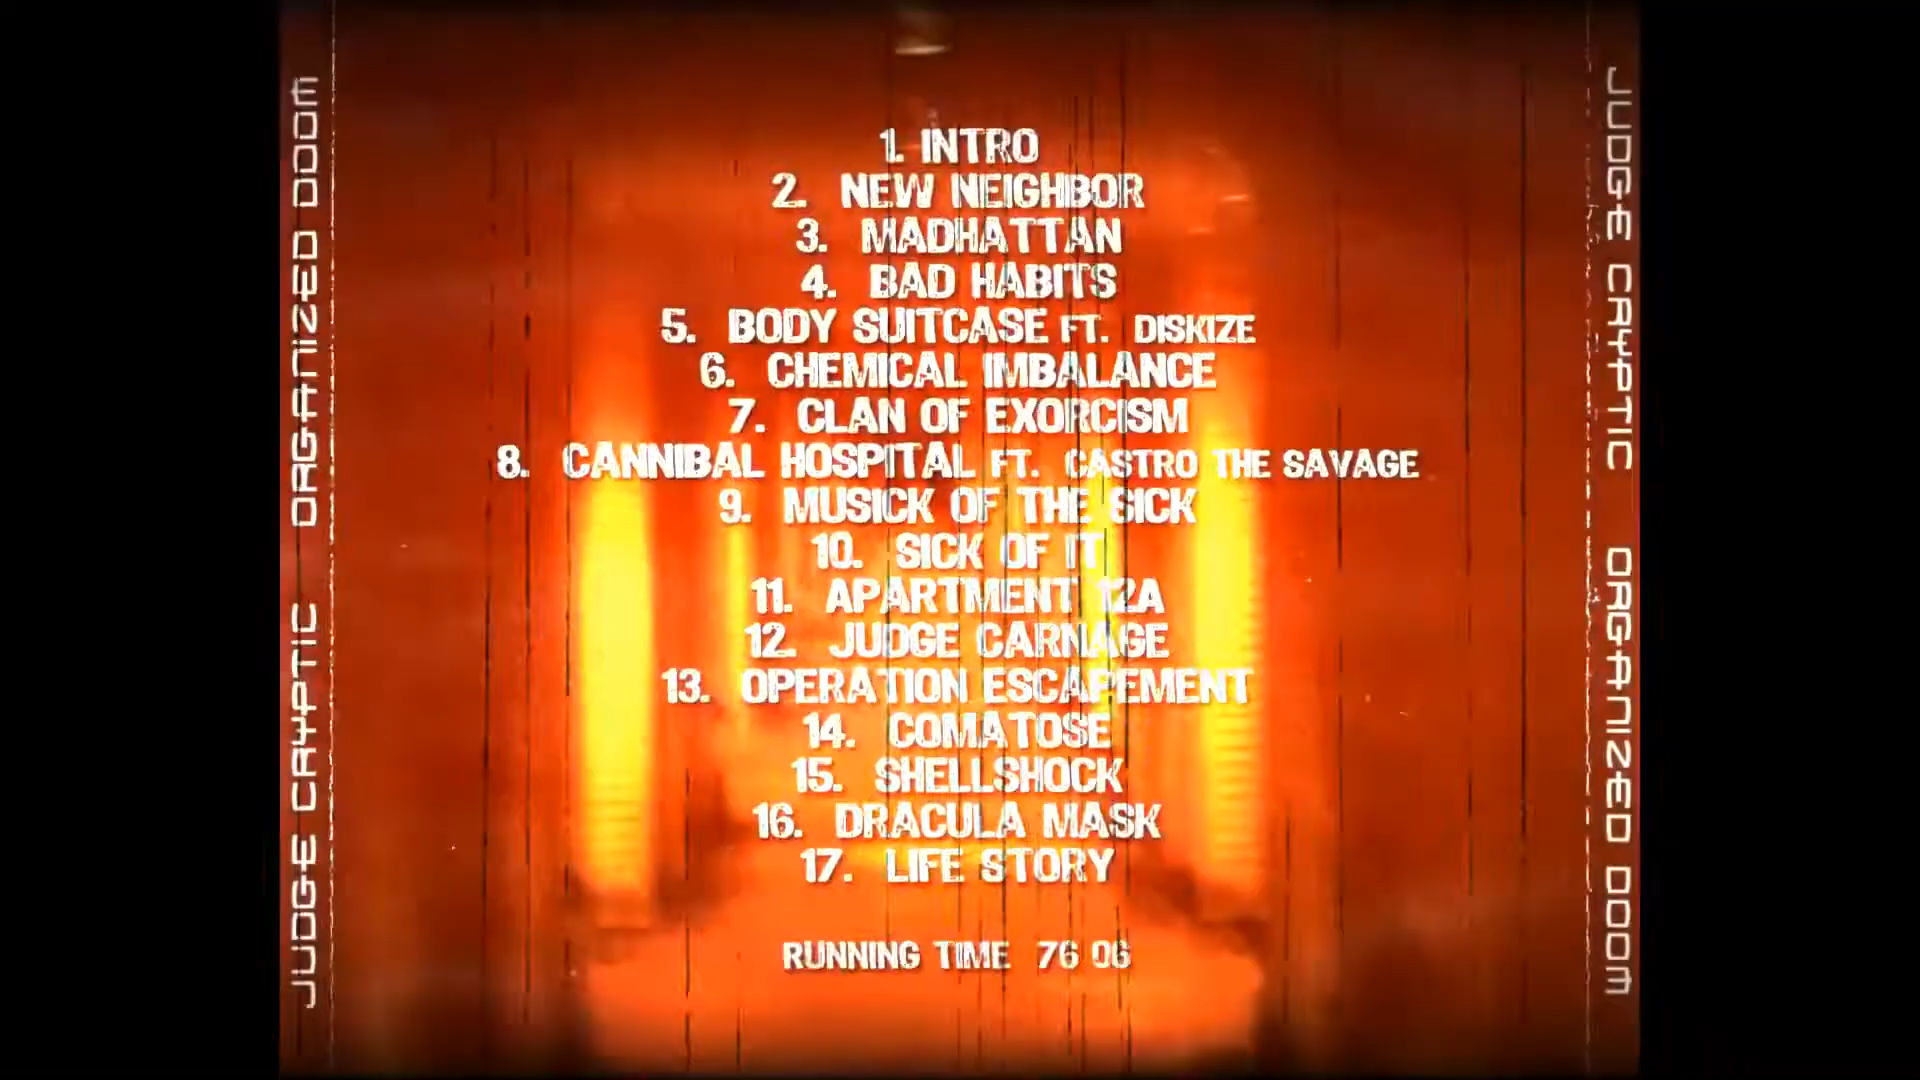 JUDGE CRYPTIC ORGANIZED DOOM
1. INTRO
2. NEW NEIGHBOR
3. MADHATTAN
4. BAD HABITS
5. BODY SUITCASE FT. DISKIZE
6. CHEMICAL IMBALANCE
7. CLAN OF EXORCISM
8. CANNIBAL HOSPITAL FT. CASTRO THE SAVAGE
9. MUSICK OF THE SICK
10. SICK OF IT
11. APARTMENT 12A
12. JUDGE CARNAGE
13. OPERATION ESCAPEMENT
14. COMATOSE
15. SHELLSHOCK
16. DRACULA MASK
17. LIFE STORY
RUNNING TIME 76 06
JUDGE CRYPTIC ORGANIZED DOOM